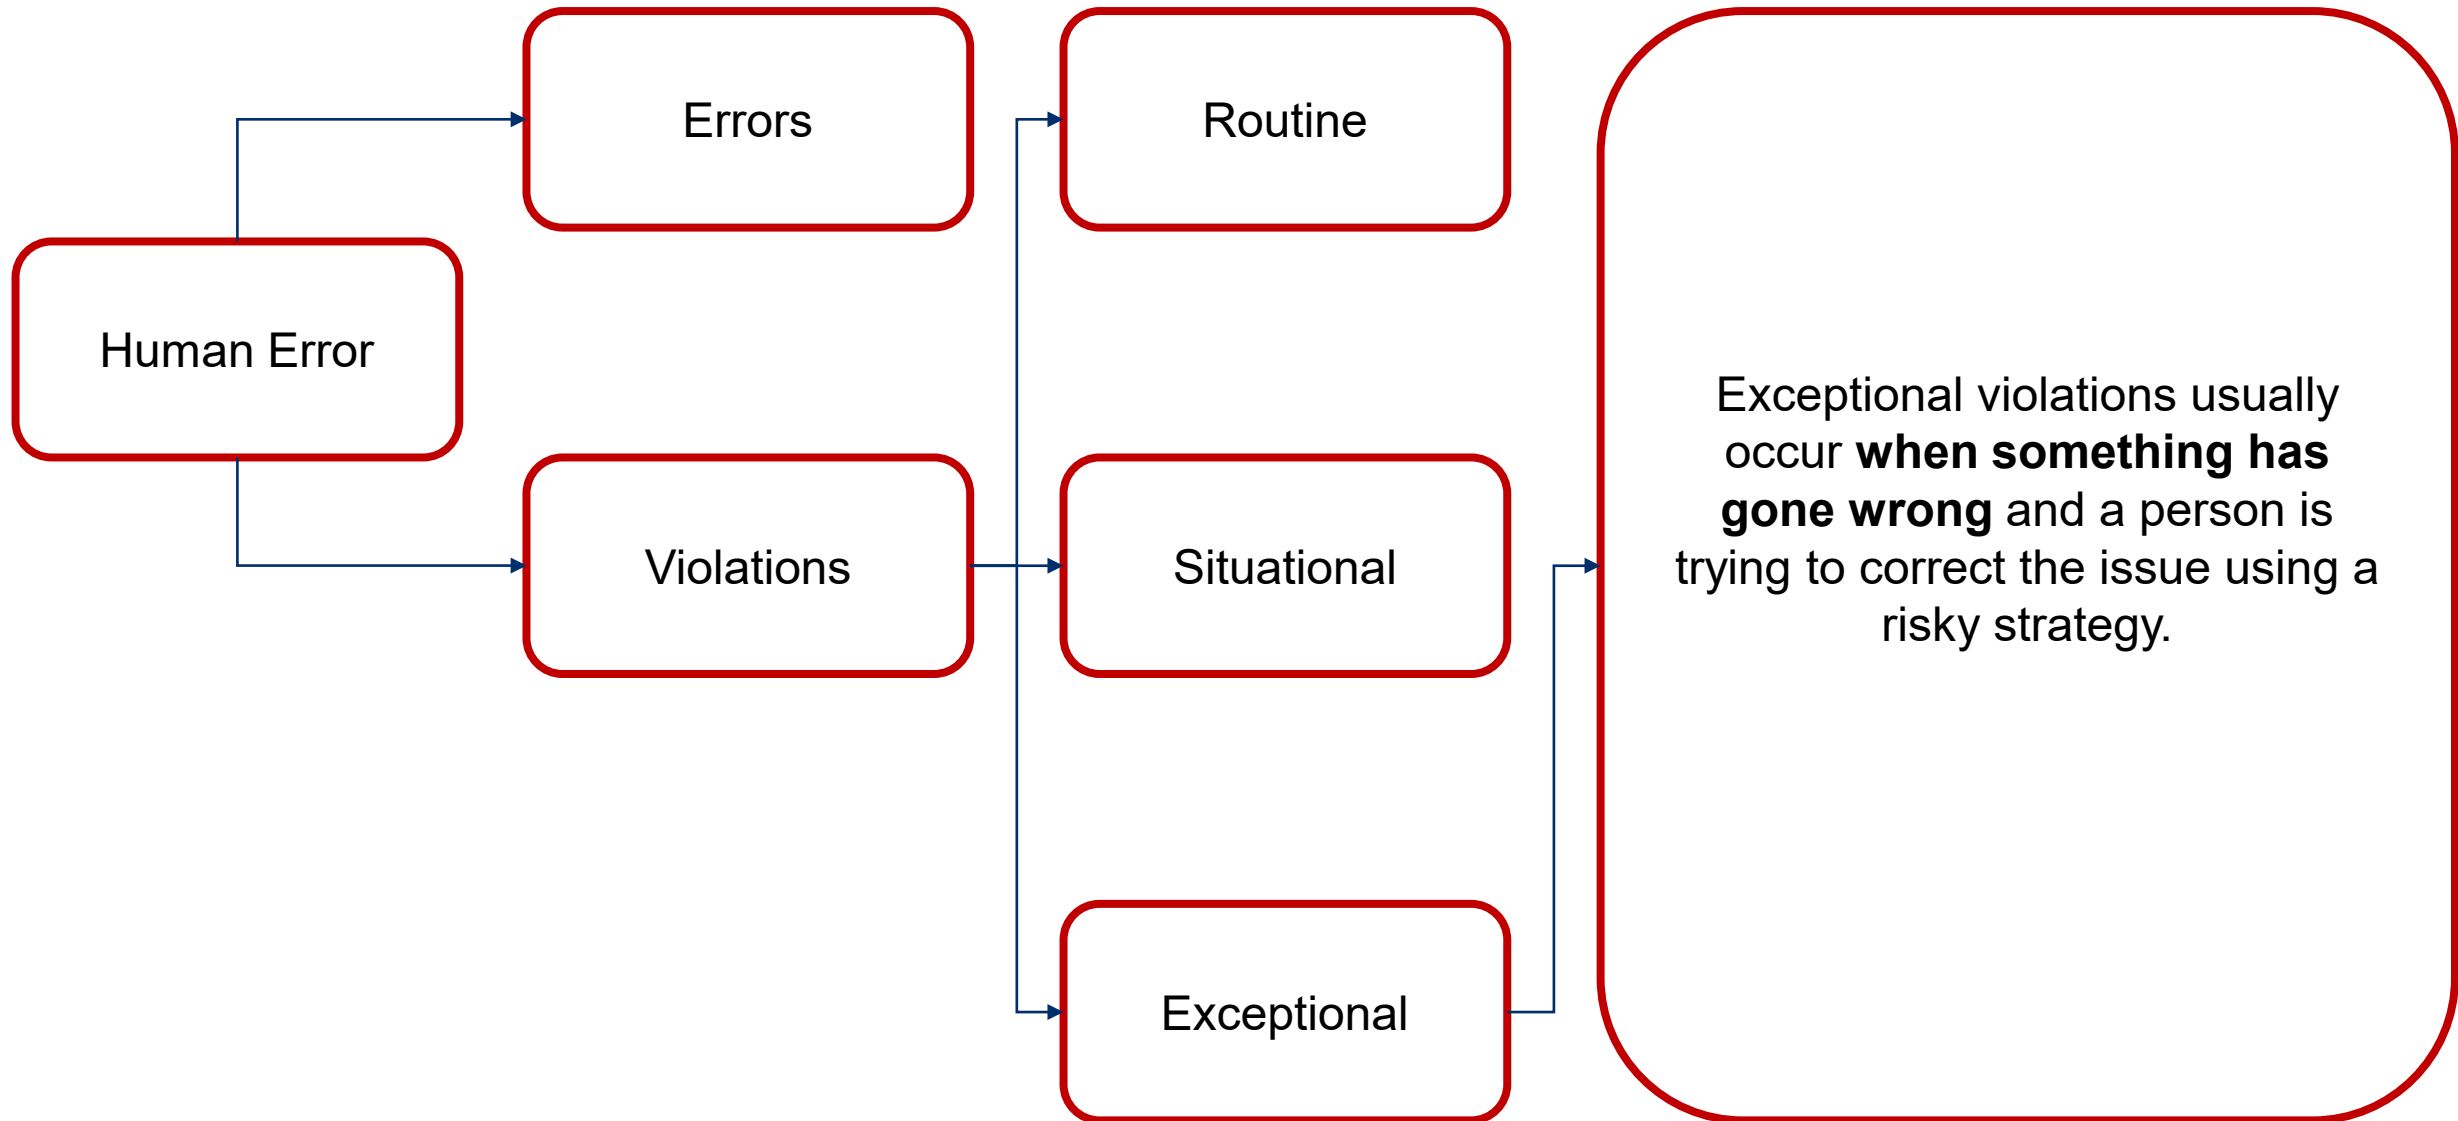 Human Error
Errors
Violations
Routine
Situational
Exceptional
Exceptional violations usually
occur when something has
gone wrong and a person is
trying to correct the issue using a
risky strategy.